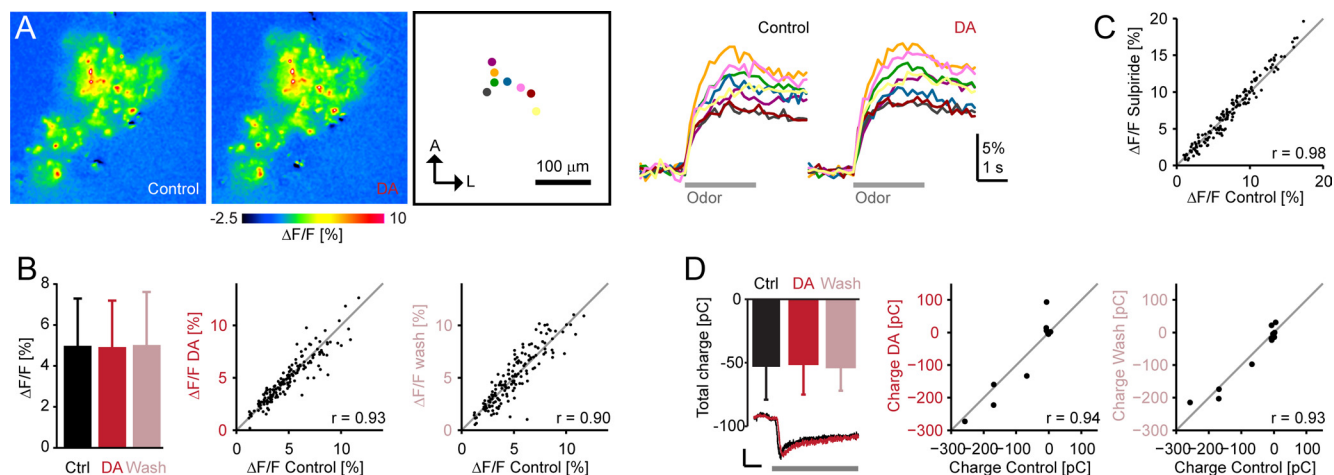 A
Control
DA
A
L
100 µm
-2.5
10
ΔF/F [%]
Control
DA
Odor
Odor
5%
1 s
C
ΔF/F Sulpiride [%]
20
15
10
5
0
r = 0.98
0
10
20
ΔF/F Control [%]
B
ΔF/F [%]
8
6
4
2
0
Ctrl
DA
Wash
ΔF/F DA [%]
10
5
0
r = 0.93
0
5
10
ΔF/F Control [%]
ΔF/F wash [%]
10
5
0
r = 0.90
0
5
10
ΔF/F Control [%]
D
Ctrl
DA
Wash
Total charge [pC]
0
-50
-100
Charge DA [pC]
100
0
−100
−200
−300
r = 0.94
−300
-200
-100
0
100
Charge Control [pC]
Charge Wash [pC]
100
0
−100
−200
−300
r = 0.93
−300
-200
-100
0
100
Charge Control [pC]